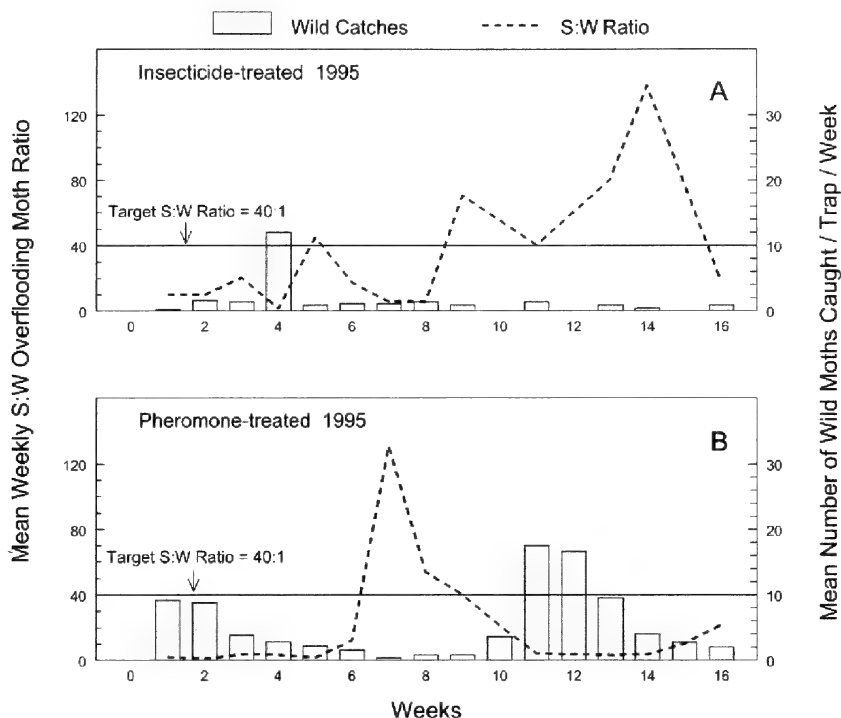 Wild Catches S:W Ratio
Mean Weekly S:W Overflooding Moth Ratio
Insecticide-treated 1995
A
120
80
40
0
Target S:W Ratio = 40:1
30
20
10
0
0 2 4 6 8 10 12 14 16
Pheromone-treated 1995
B
120
80
40
0
Target S:W Ratio = 40:1
30
20
10
0
0 2 4 6 8 10 12 14 16
Weeks
Mean Number of Wild Moths Caught / Trap / Week